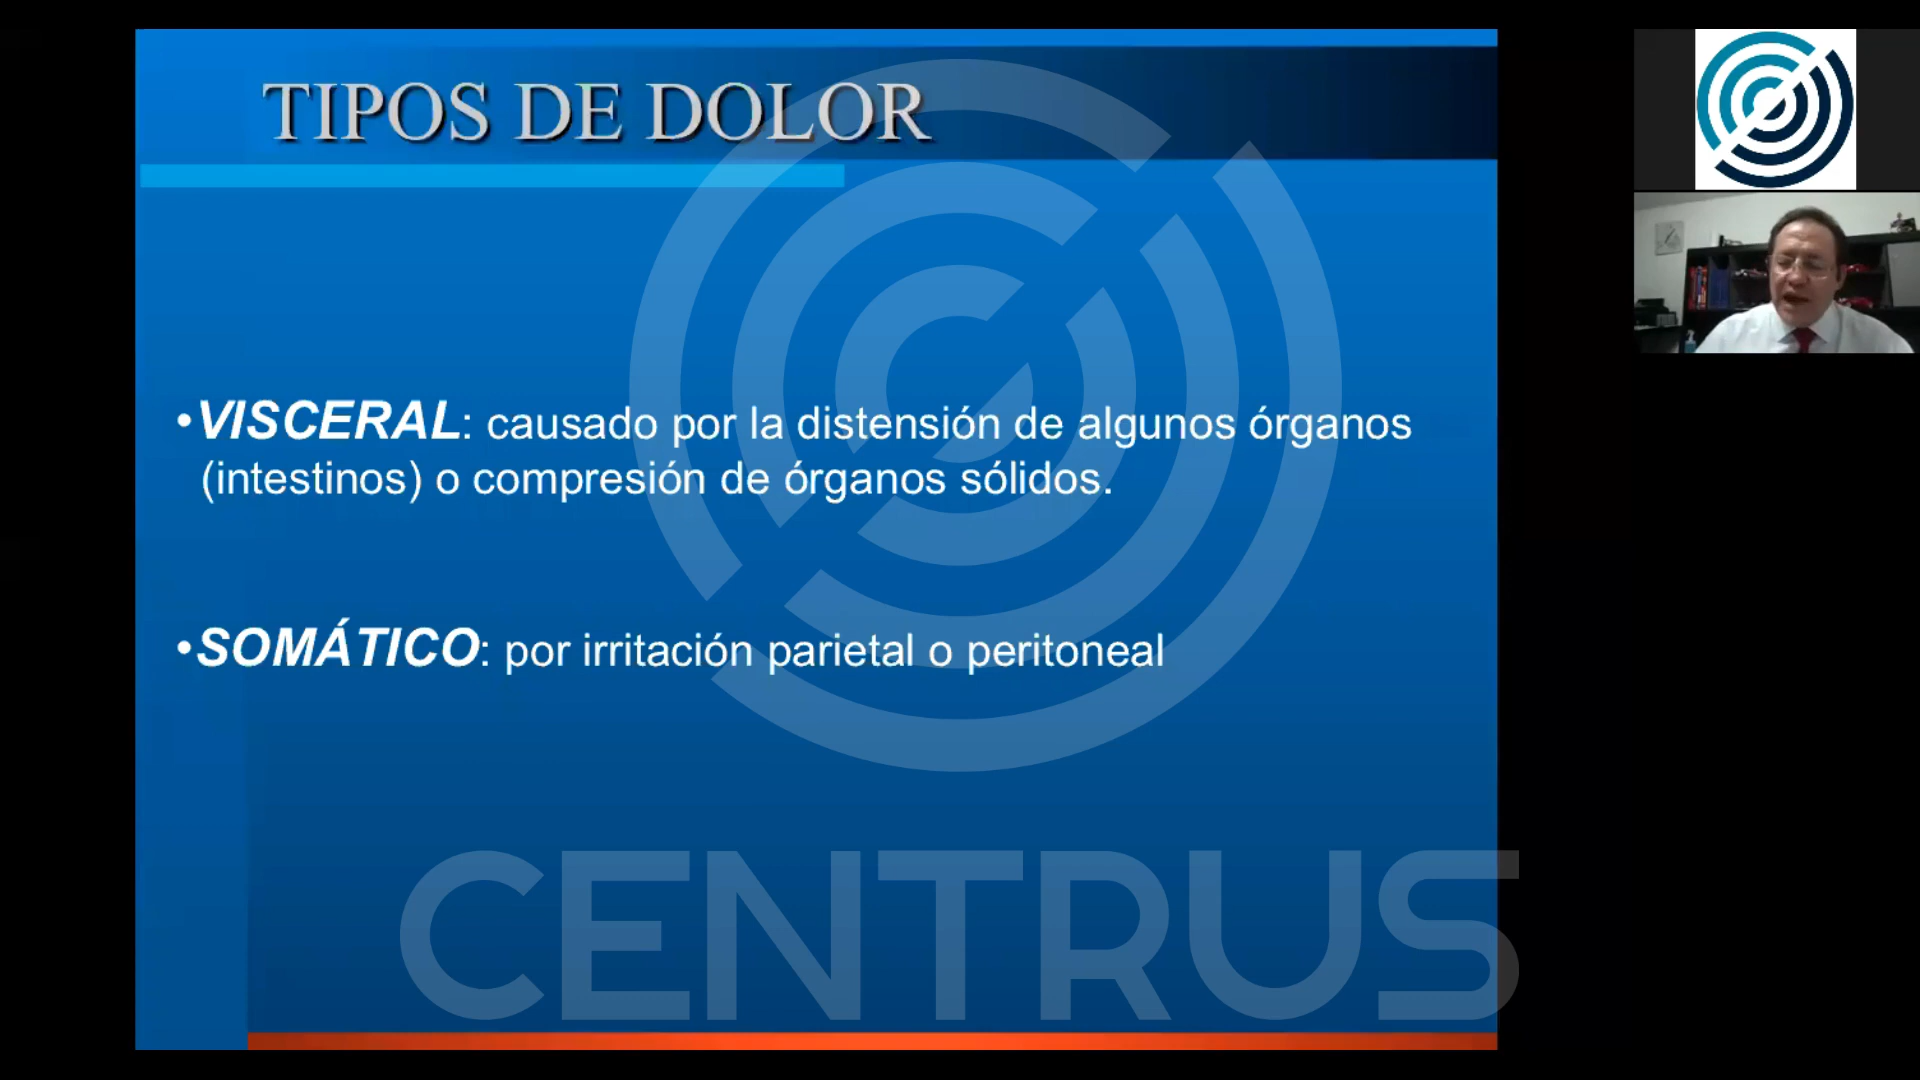 TIPOS DE DOLOR
•VISCERAL: causado por la distensión de algunos órganos
(intestinos) o compresión de órganos sólidos.
•SOMÁTICO: por irritación parietal o peritoneal
CENTRUS